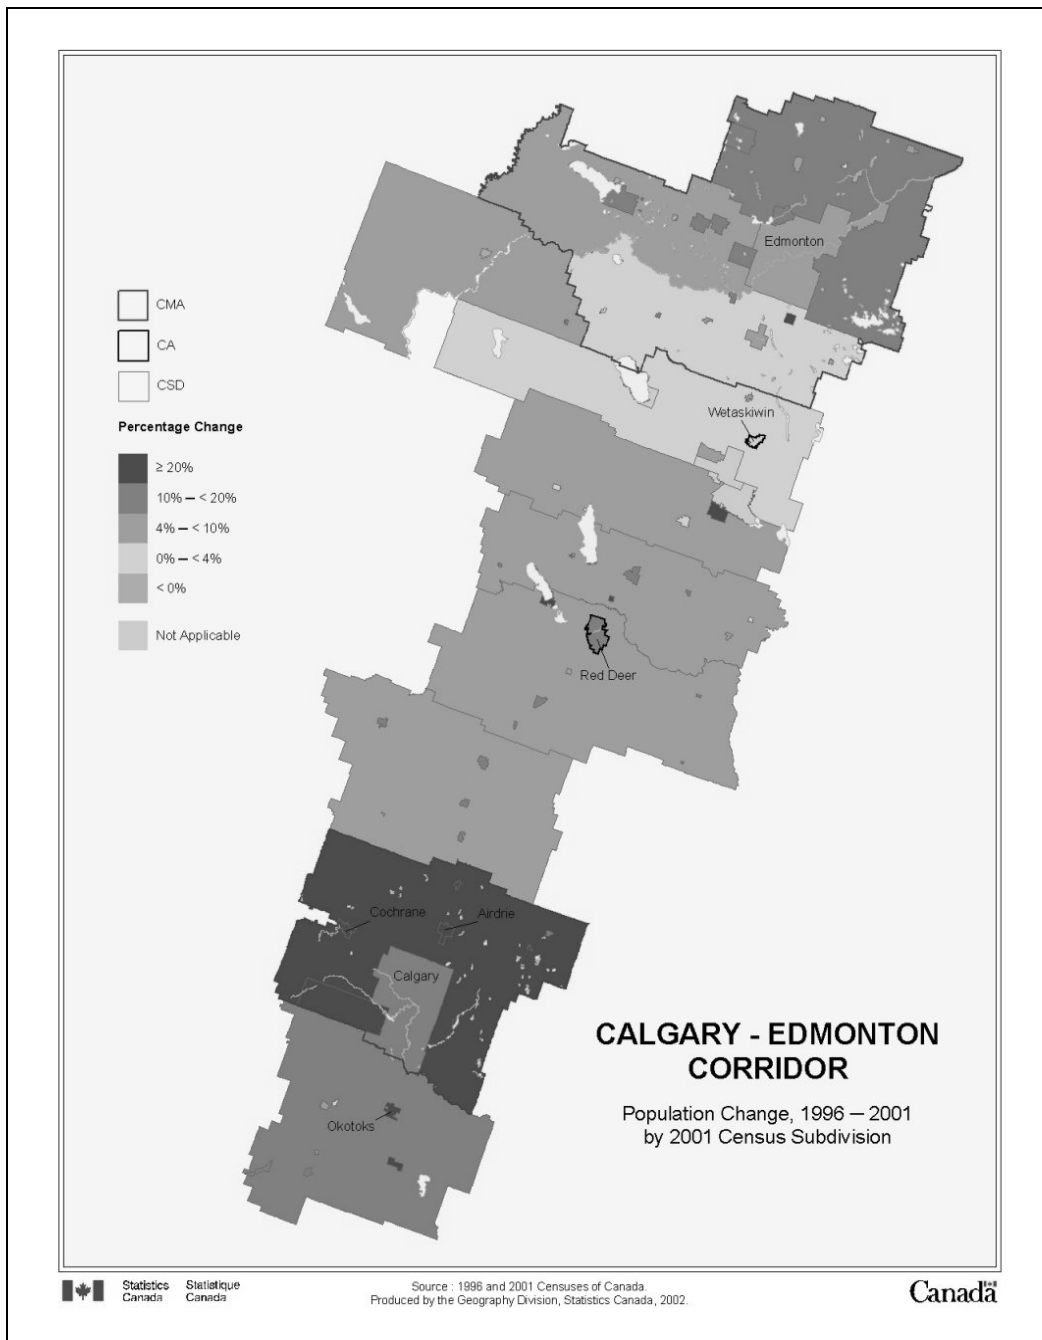 Edmonton
CMA
CA
CSD
Wetaskiwin
Percentage Change
≥ 20%
10% – < 20%
4% – < 10%
0% – < 4%
< 0%
Not Applicable
Red Deer
Cochrane
Airdrie
Calgary
CALGARY - EDMONTON
CORRIDOR
Population Change, 1996 – 2001
by 2001 Census Subdivision
Okotoks
Statistics Statistique
Canada Canada
Source : 1996 and 2001 Censuses of Canada.
Produced by the Geography Division, Statistics Canada, 2002.
Canada